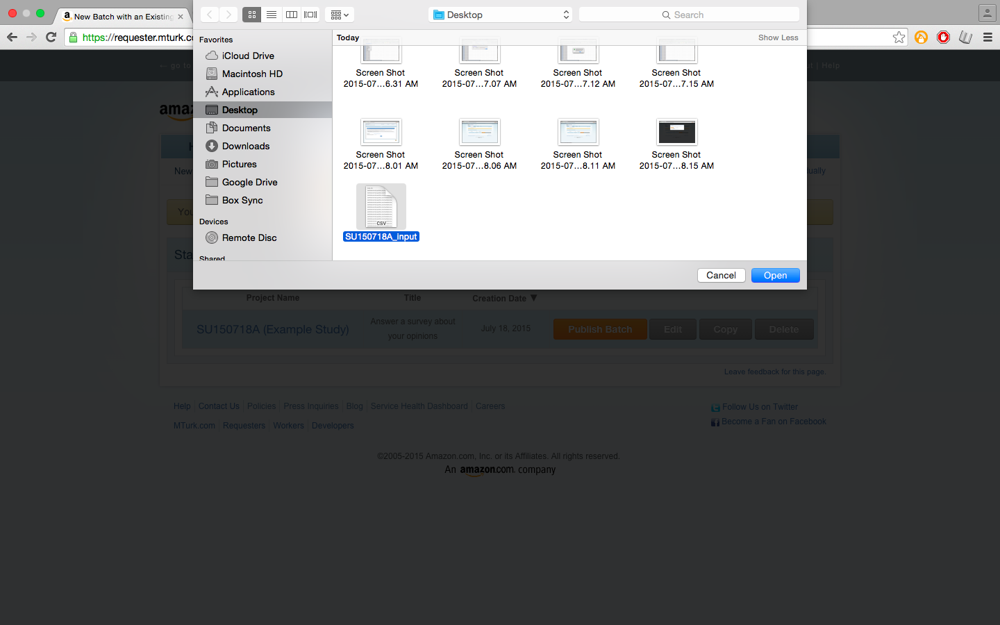 New Batch with an Existing
Desktop
Search
https://requester.mturk.co
Favorites
iCloud Drive
Macintosh HD
Applications
Desktop
Documents
Downloads
Pictures
Google Drive
Box Sync
Devices
Remote Disc
Shared
Today
Show Less
Screen Shot
2015-07...6.31 AM
Screen Shot
2015-07...7.07 AM
Screen Shot
2015-07...7.12 AM
Screen Shot
2015-07...7.15 AM
Screen Shot
2015-07...8.01 AM
Screen Shot
2015-07...8.06 AM
Screen Shot
2015-07...8.11 AM
Screen Shot
2015-07...8.15 AM
CSV
SU150718A_input
Cancel
Open
← go to
ut | Help
amaz
H
New
ually
You
Sta
Project Name
Title
Creation Date ▼
SU150718A (Example Study)
Answer a survey about
your opinions
July 18, 2015
Publish Batch
Edit
Copy
Delete
Leave feedback for this page.
Help | Contact Us | Policies | Press Inquiries | Blog | Service Health Dashboard | Careers
Follow Us on Twitter
MTurk.com | Requesters | Workers | Developers
Become a Fan on Facebook
©2005-2015 Amazon.com, Inc. or its Affiliates. All rights reserved.
An amazon.com. company